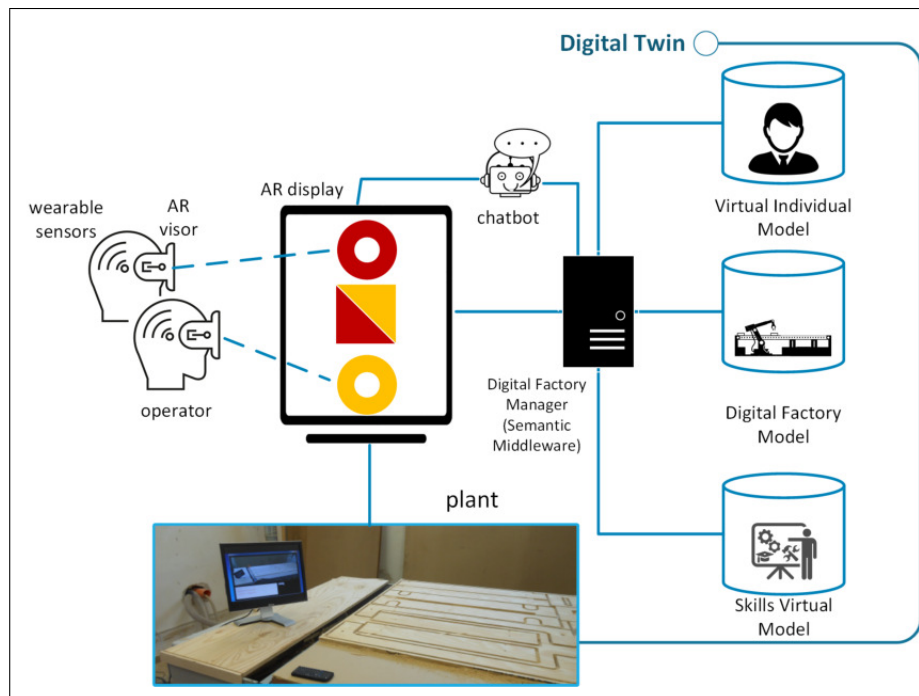 Digital Twin
wearable
sensors
AR
visor
AR display
chatbot
Virtual Individual
Model
operator
Digital Factory
Manager
(Semantic
Middleware)
Digital Factory
Model
plant
Skills Virtual
Model